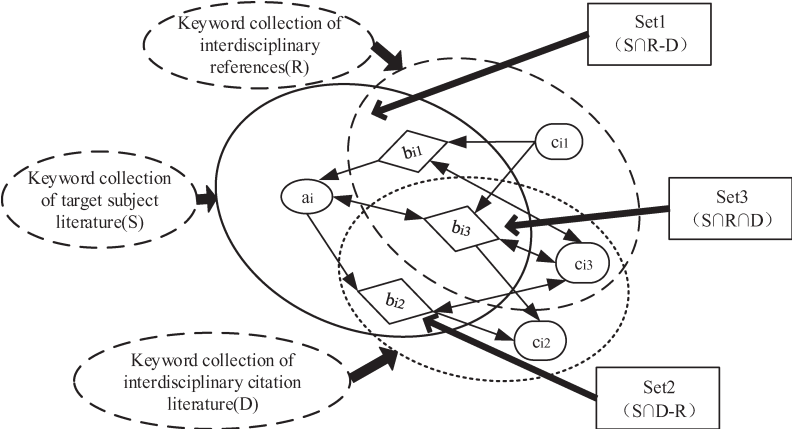 Keyword collection of
interdisciplinary
references(R)
Set1
(S∩R-D)
Keyword collection
of target subject
literature(S)
bi1
ci1
ai
bi3
Set3
(S∩R∩D)
ci3
bi2
ci2
Keyword collection of
interdisciplinary citation
literature(D)
Set2
(S∩D-R)